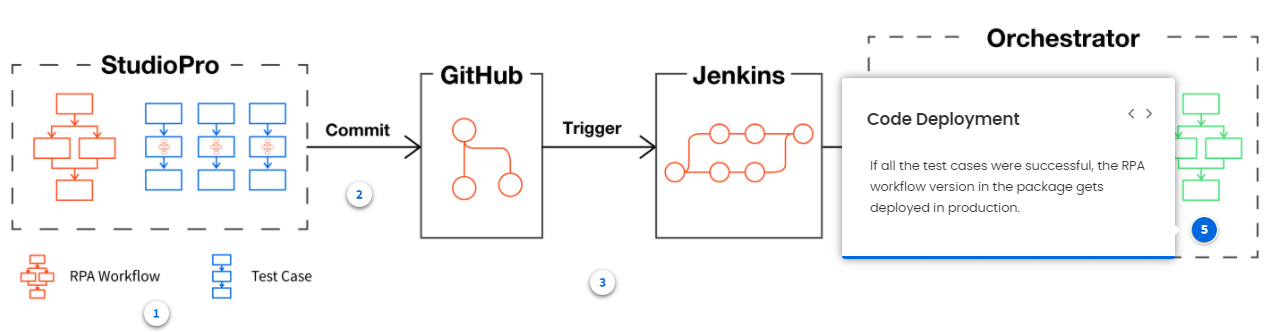 StudioPro
GitHub
Jenkins
Orchestrator
Commit
Trigger
Code Deployment
If all the test cases were successful, the RPA
workflow version in the package gets
deployed in production.
2
5
RPA Workflow
Test Case
3
1